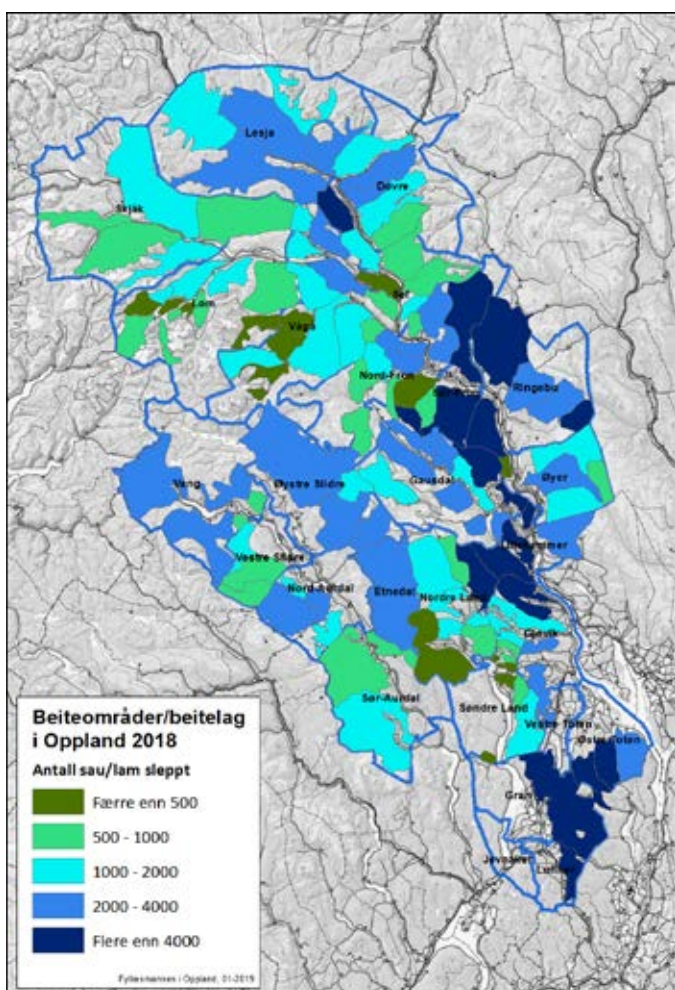 Lesja
Dovre
Skjåk
Sel
Lom
Vågå
Nord-Fron
Ringebu
Gausdal
Øyer
Vang
Øystre Slidre
Lillehammer
Vestre Slidre
Nord-Aurdal
Etnedal
Nordre Land
Gjøvik
Sør-Aurdal
Søndre Land
Vestre Toten
Østre Toten
Gran
Jevnaker
Lunner
Beiteområder/beitelag
i Oppland 2018
Antall sau/lam sleppt
Færre enn 500
500 - 1000
1000 - 2000
2000 - 4000
Flere enn 4000
Fylkesmannen i Oppland, 01-2019